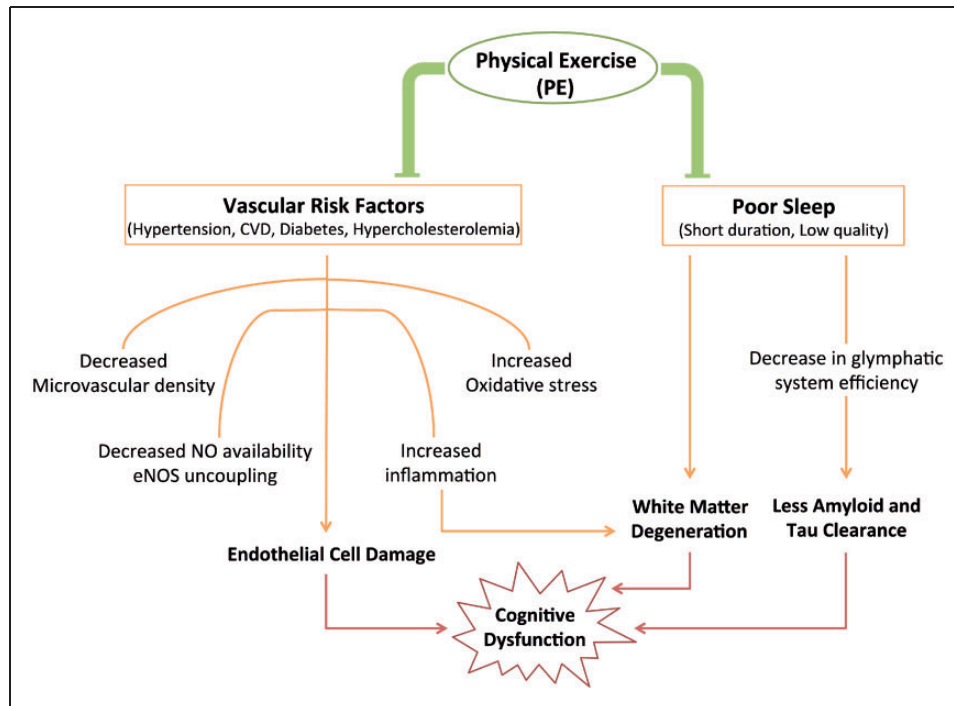 Physical Exercise
(PE)
Vascular Risk Factors
(Hypertension, CVD, Diabetes, Hypercholesterolemia)
Poor Sleep
(Short duration, Low quality)
Decreased
Microvascular density
Increased
Oxidative stress
Decrease in glymphatic
system efficiency
Decreased NO availability
eNOS uncoupling
Increased
inflammation
White Matter
Degeneration
Less Amyloid and
Tau Clearance
Endothelial Cell Damage
Cognitive
Dysfunction